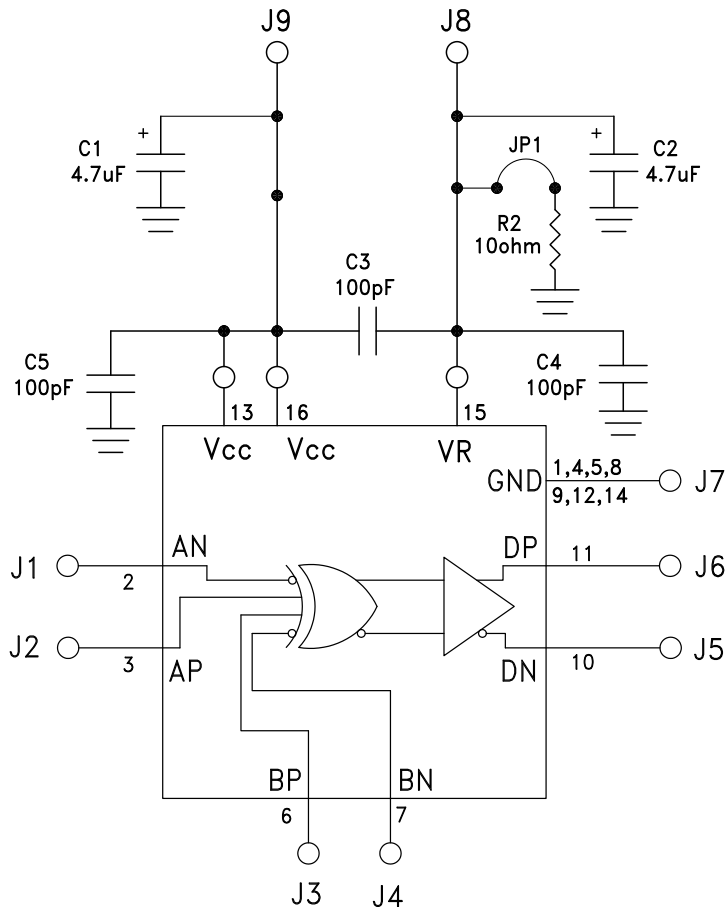 J9
J8
+
C1
4.7uF
JP1
+
C2
4.7uF
R2
10ohm
C3
100pF
C5
100pF
C4
100pF
13
16
15
Vcc
Vcc
VR
GND
1,4,5,8
9,12,14
J7
J1
2
AN
DP
11
J6
J2
3
AP
DN
10
J5
BP
BN
6
7
J3
J4